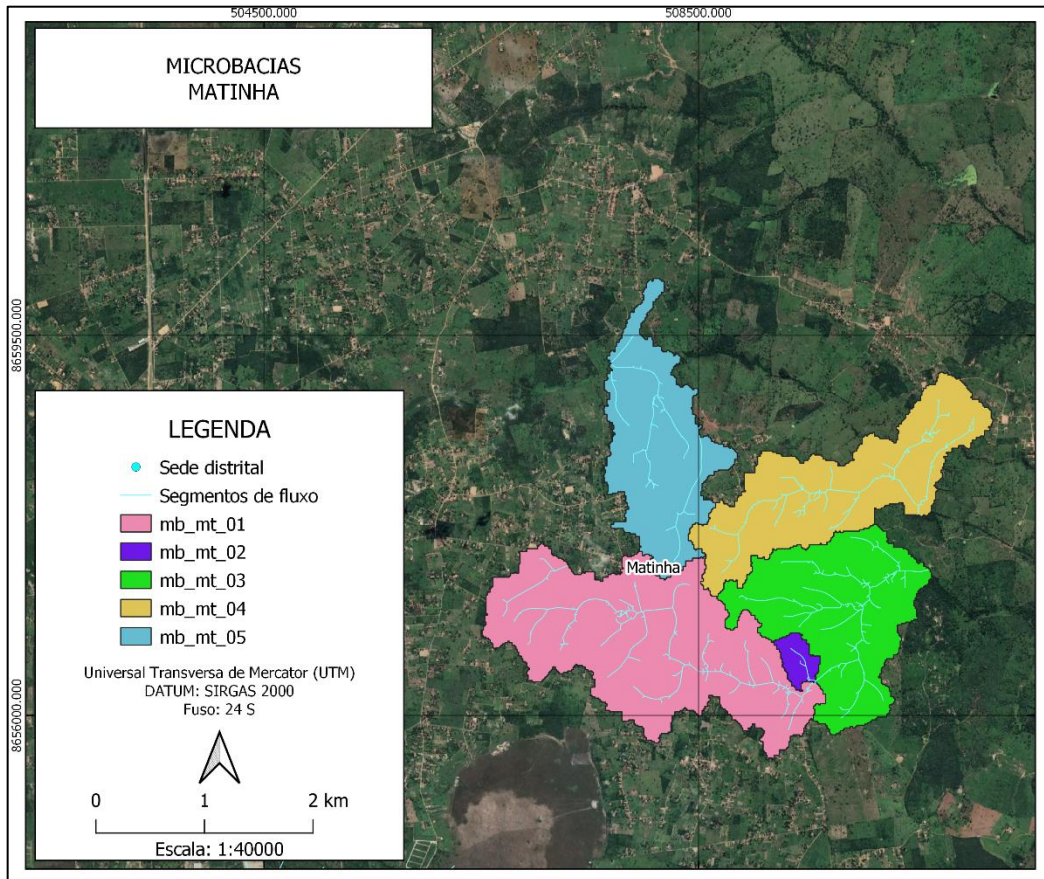 504500.000
508500.000
MICROBACIAS
MATINHA
8659500.000
LEGENDA
Sede distrital
Segmentos de fluxo
mb_mt_01
mb_mt_02
mb_mt_03
mb_mt_04
mb_mt_05
Matinha
Universal Transversa de Mercator (UTM)
DATUM: SIRGAS 2000
Fuso: 24 S
8656000.000
0 1 2 km
Escala: 1:40000